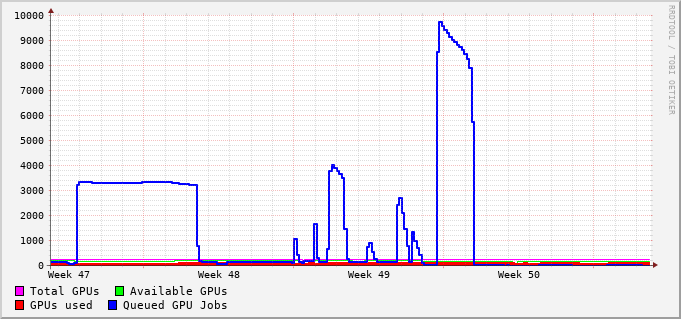 10000
9000
8000
7000
6000
5000
4000
3000
2000
1000
0
Week 47 Week 48 Week 49 Week 50
Total GPUs Available GPUs
GPUs used Queued GPU Jobs
RRDTOOL / TOBI OETIKER